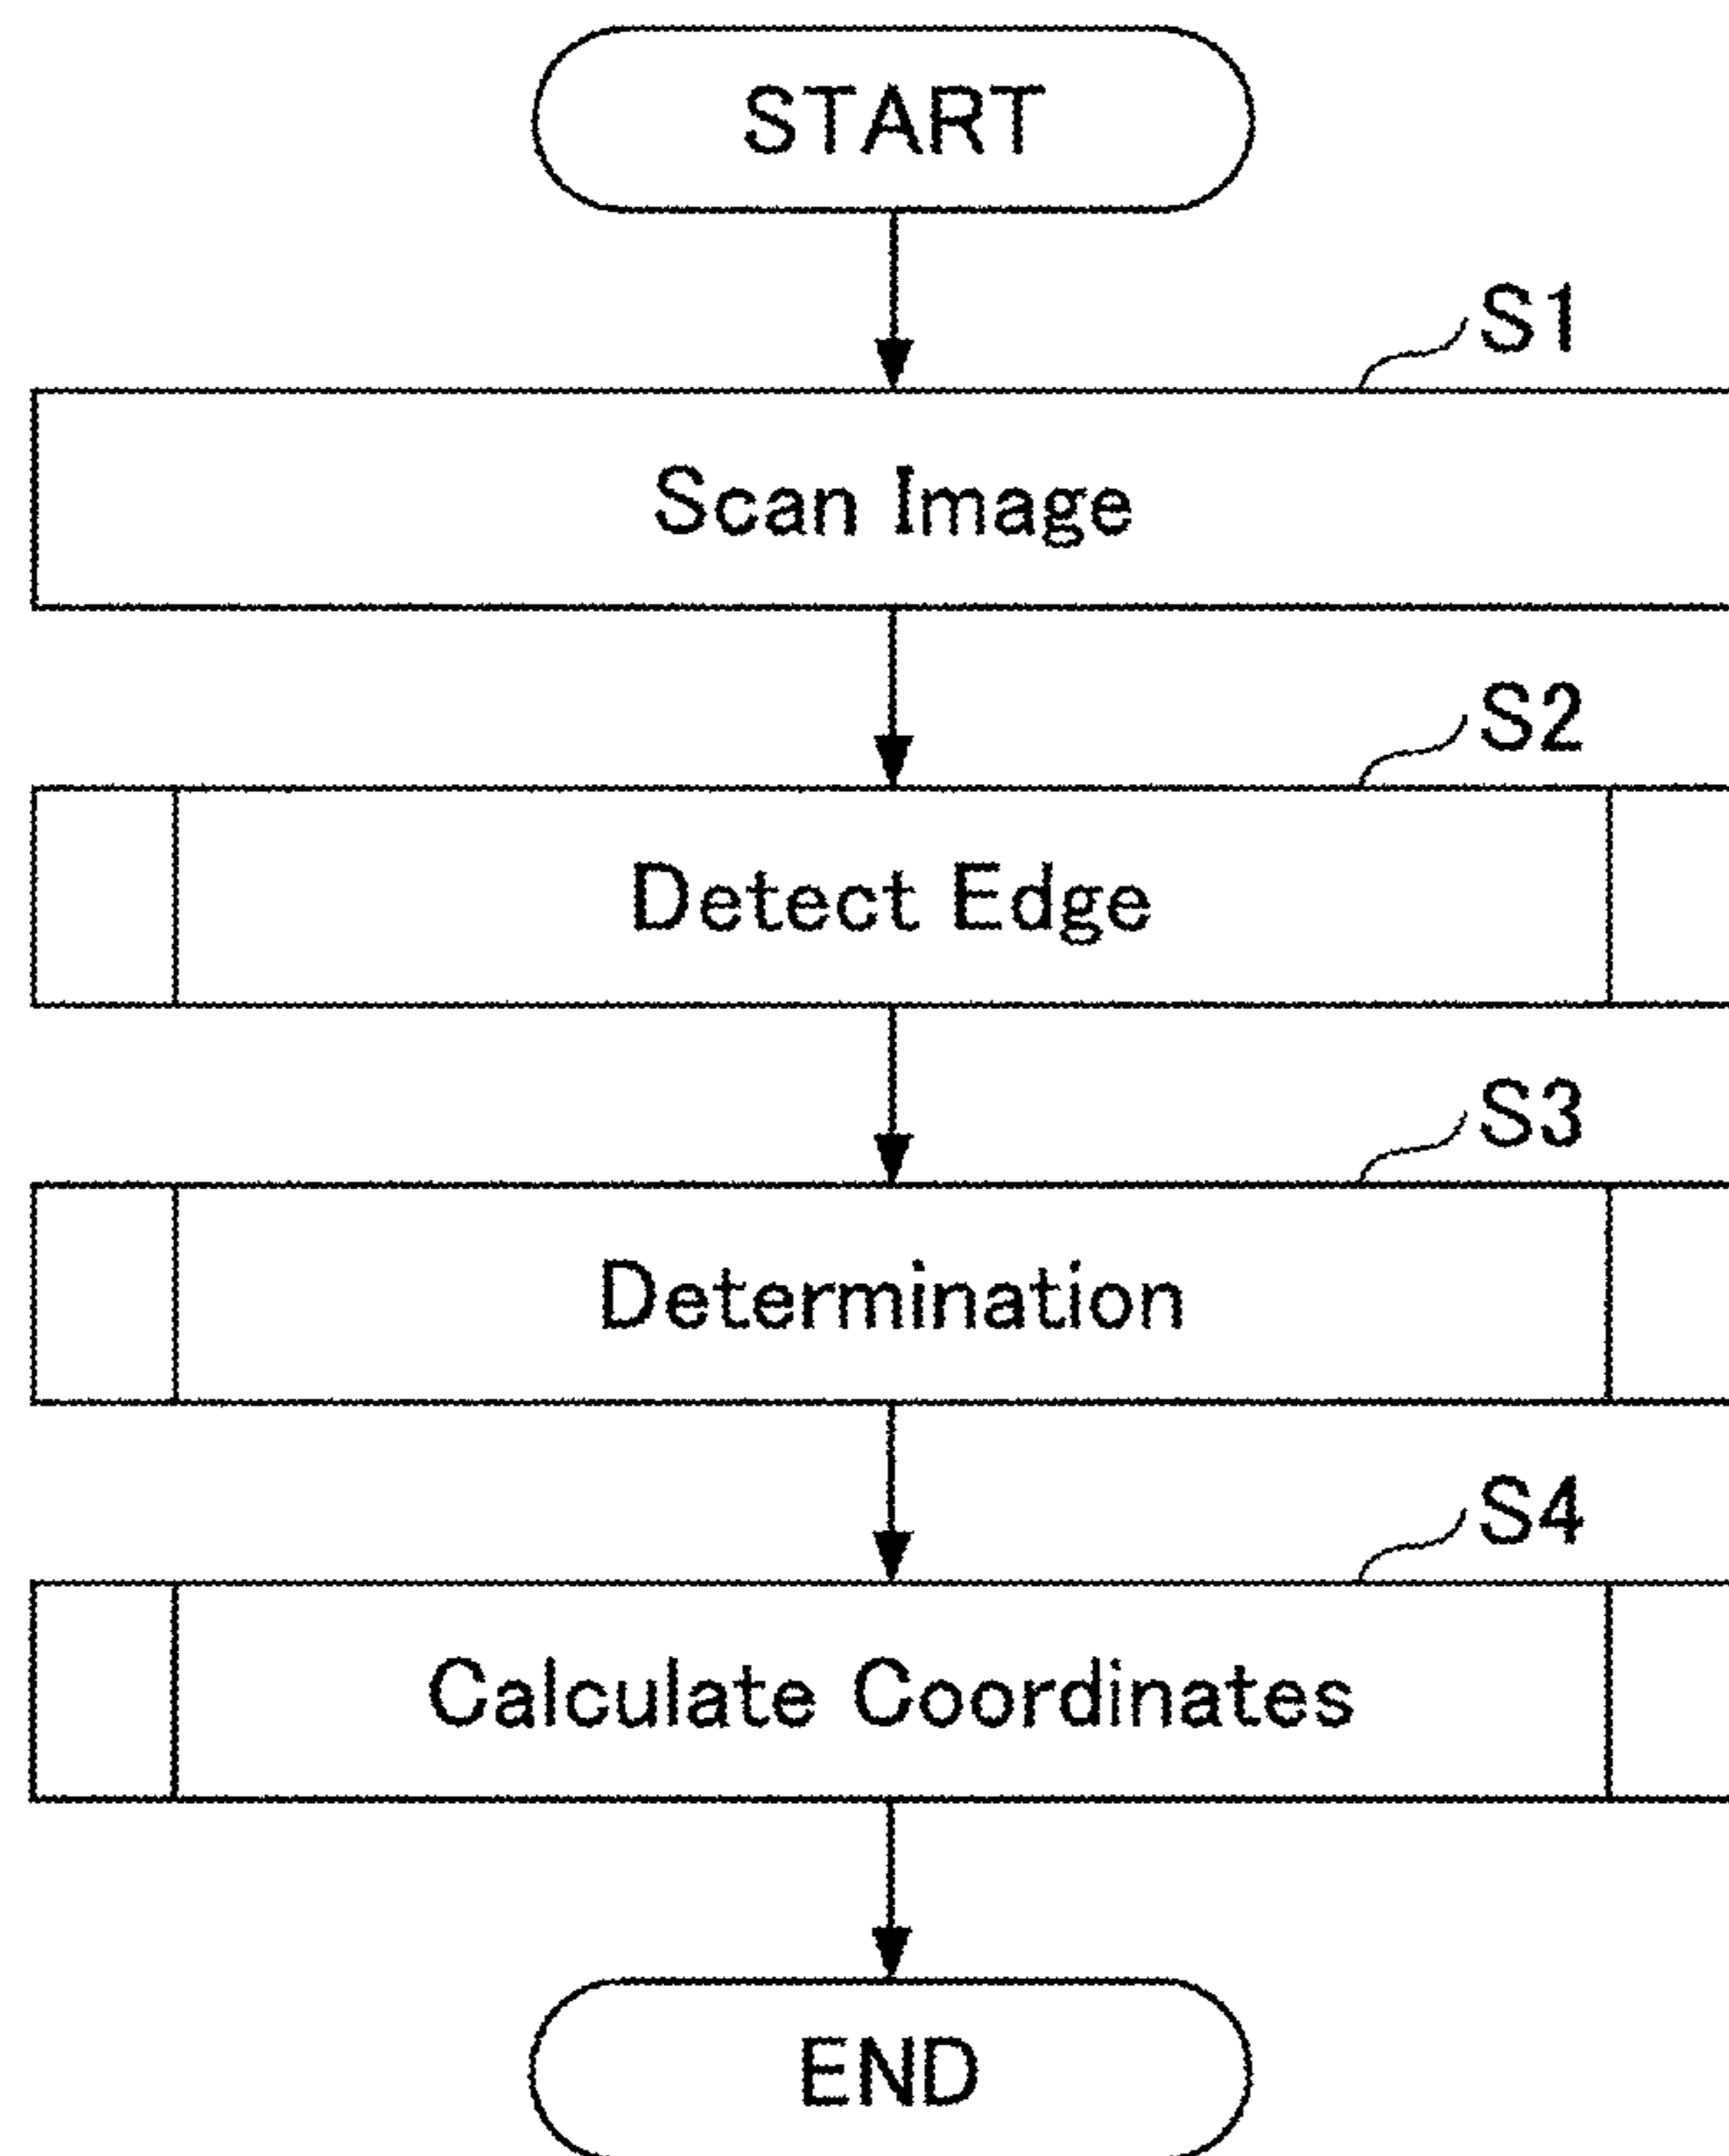 START
S1
Scan Image
S2
Detect Edge
S3
Determination
S4
Calculate Coordinates
END